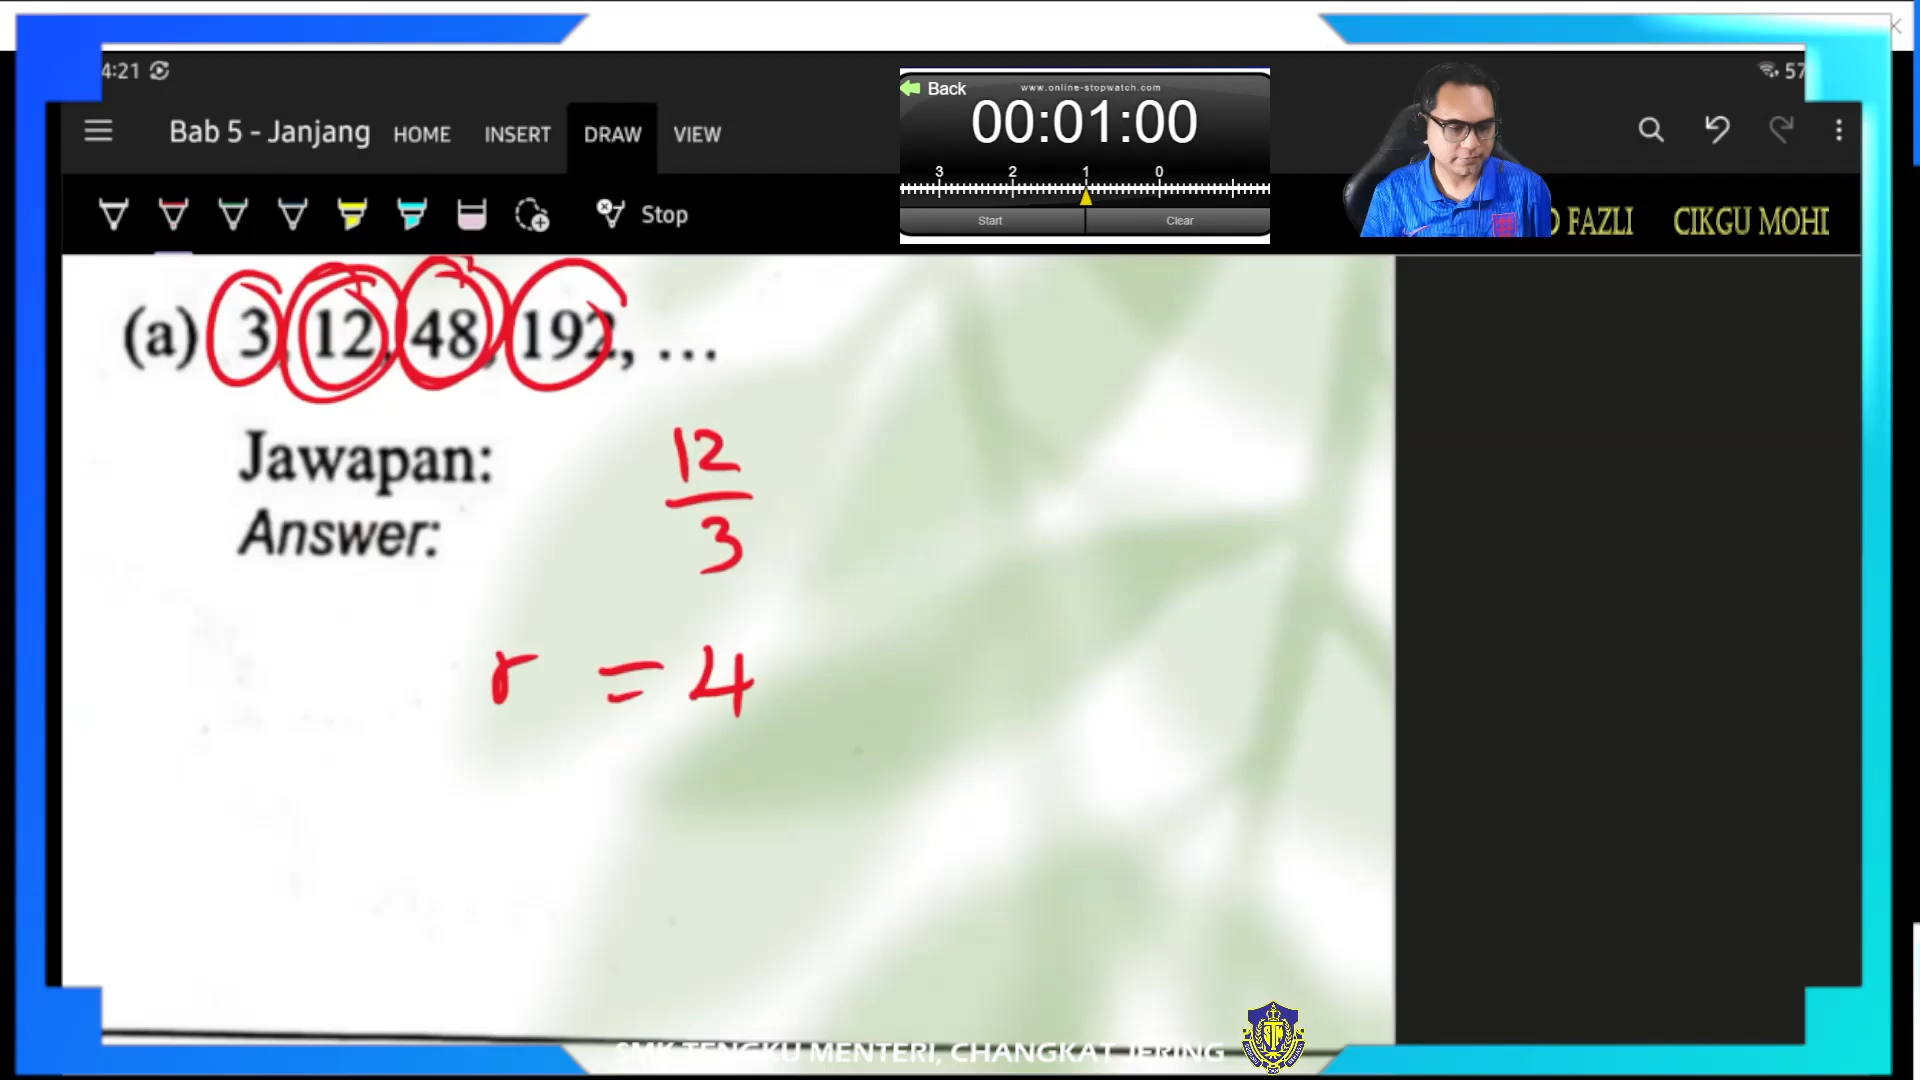 4:21
57
Back
www.online-stopwatch.com
00:01:00
3 2 1 0
Start Clear
Bab 5 - Janjang HOME INSERT DRAW VIEW
Stop
FAZLI CIKGU
(a) 3, 12, 48, 192, ...
Jawapan:
Answer:
12
3
r = 4
SMK TENGKU MENTERI, CHANGKAT JERING